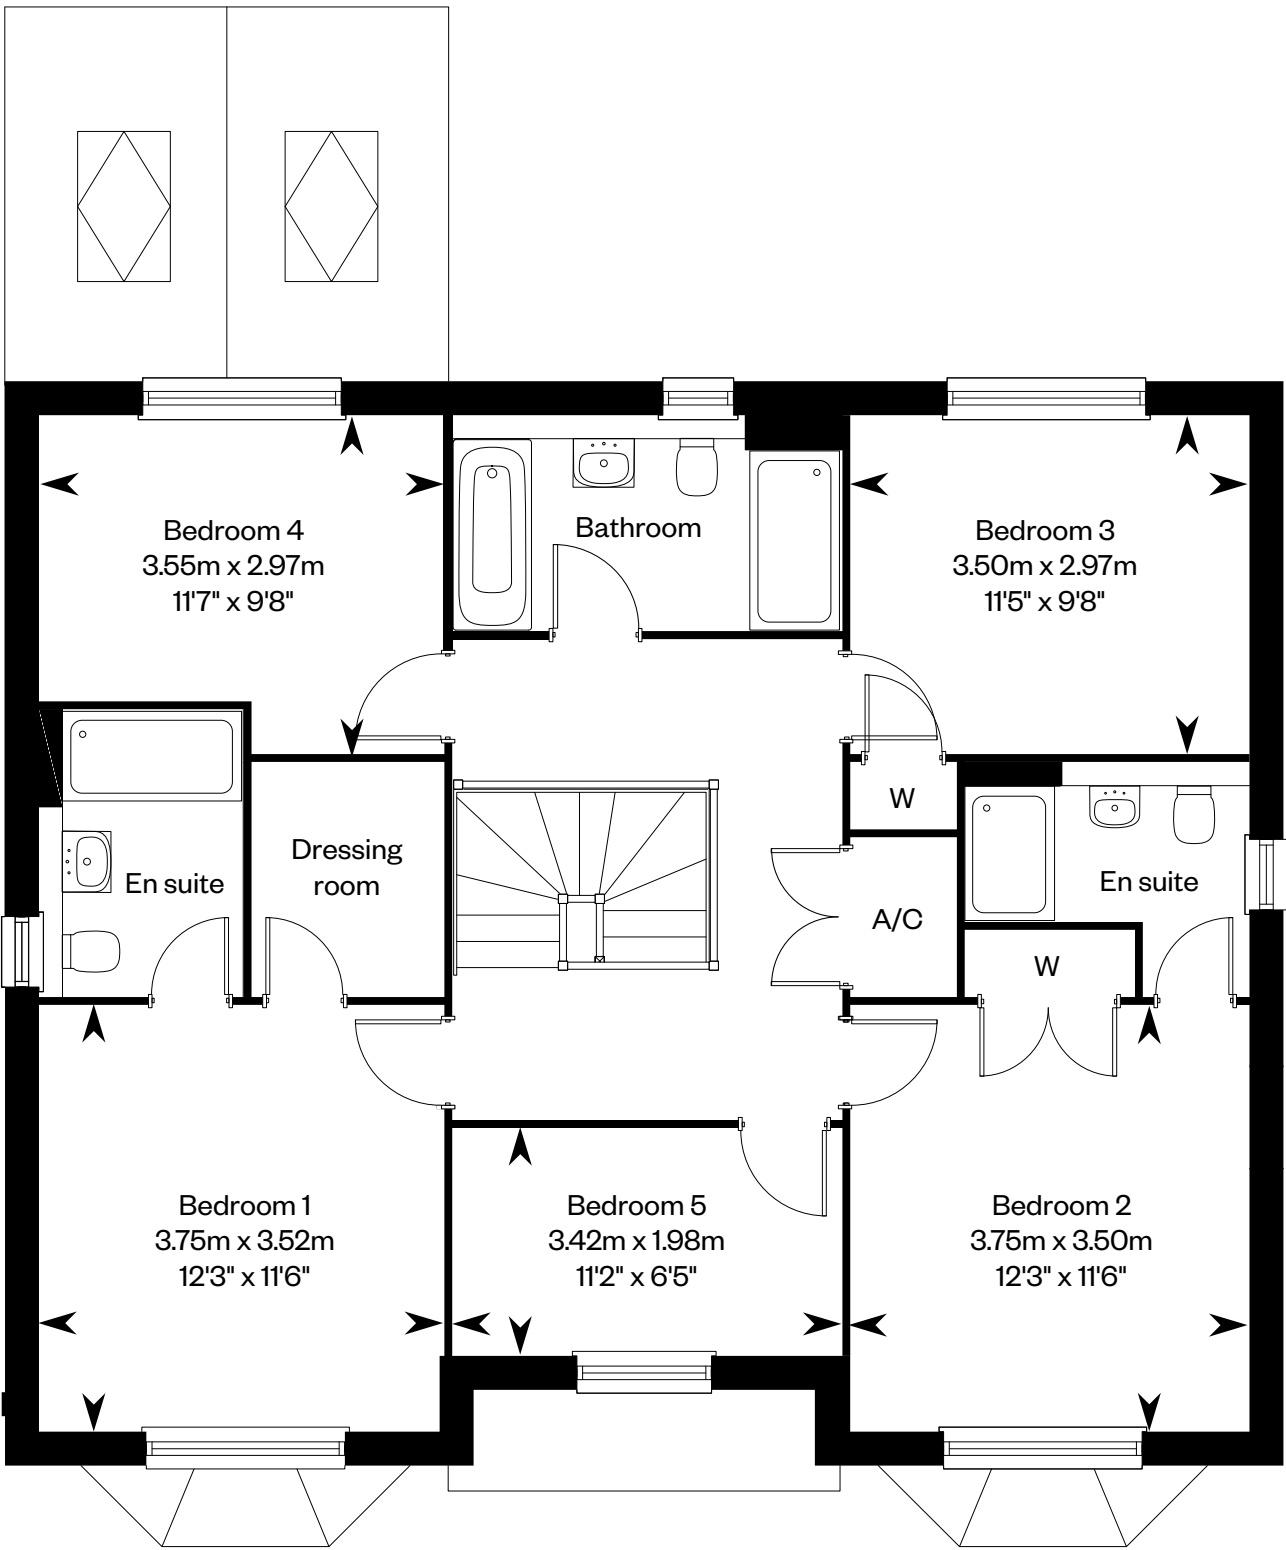 Bedroom 4
3.55m x 2.97m
11'7" x 9'8"
Bathroom
Bedroom 3
3.50m x 2.97m
11'5" x 9'8"
W
Dressing
room
En suite
En suite
A/C
W
Bedroom 1
3.75m x 3.52m
12'3" x 11'6"
Bedroom 5
3.42m x 1.98m
11'2" x 6'5"
Bedroom 2
3.75m x 3.50m
12'3" x 11'6"